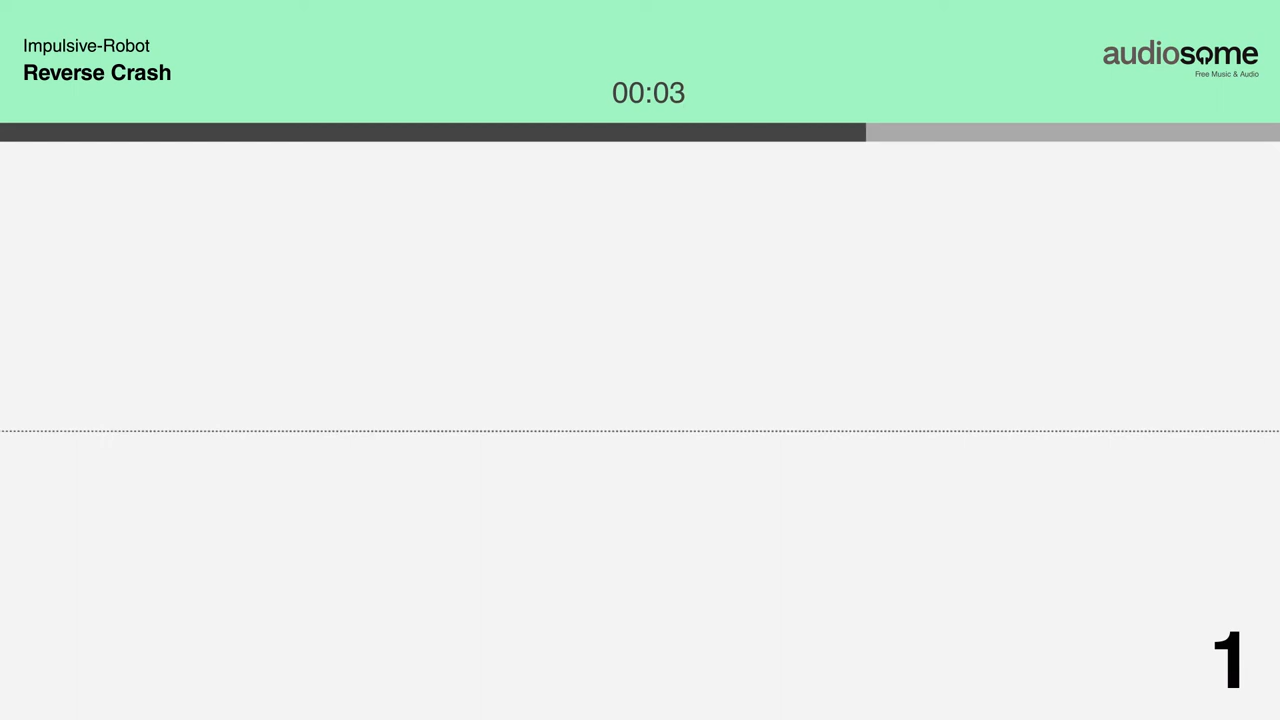 Impulsive-Robot
Reverse Crash
audiosome
Free Music & Audio
00:03
1